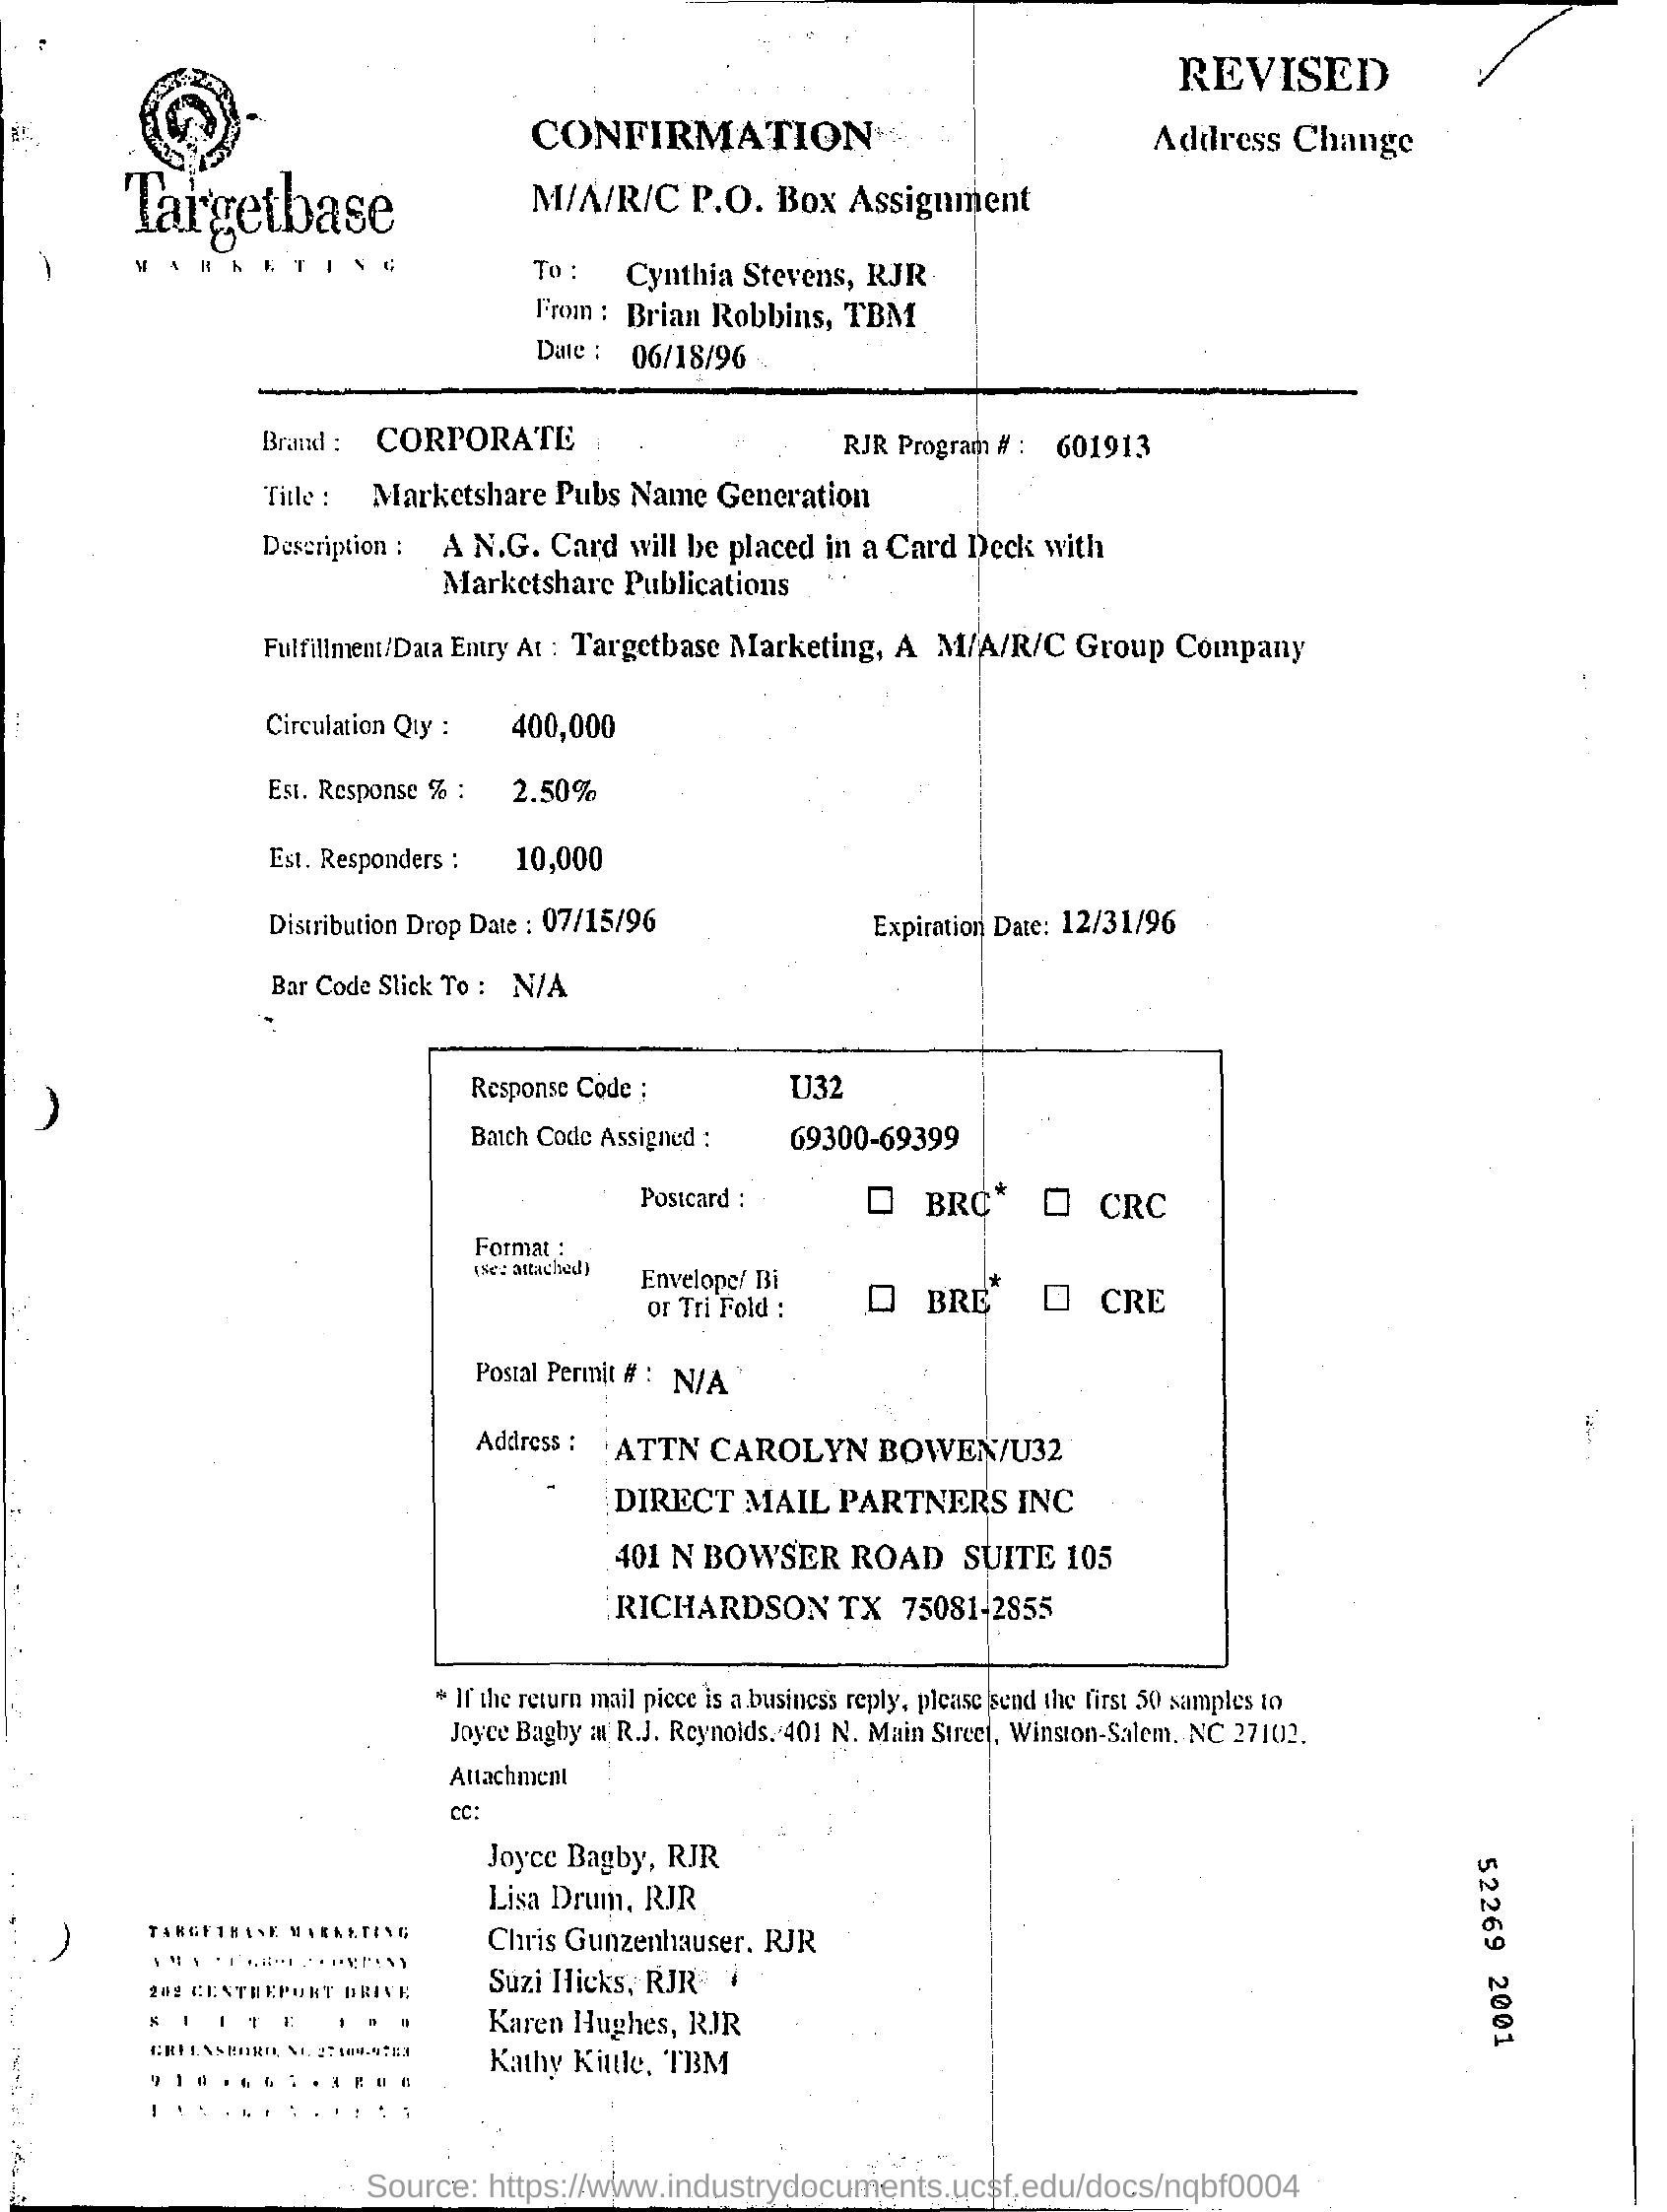 REVISED
Address Change
CONFIRMATION
M/A/R/C P.O. Box Assignment
Targetbase
MARKETING
To : Cynthia Stevens, RJR
From : Brian Robbins, TBM
Date : 06/18/96
Brand : CORPORATE RJR Program # : 601913
Title : Marketshare Pubs Name Generation
Description : A N.G. Card will be placed in a Card Deck with
Marketshare Publications
Fulfillment/Data Entry At : Targetbase Marketing, A M/A/R/C Group Company
Circulation Qty : 400,000
Est. Response % : 2.50%
Est. Responders : 10,000
Distribution Drop Date : 07/15/96 Expiration Date: 12/31/96
Bar Code Slick To : N/A
Response Code : U32
Batch Code Assigned : 69300-69399
Postcard : ☐ BRC* ☐ CRC
Format :
(see attached)
Envelope/ Bi
or Tri Fold : ☐ BRE* ☐ CRE
Postal Permit # : N/A
Address : ATTN CAROLYN BOWEN/U32
DIRECT MAIL PARTNERS INC
401 N BOWSER ROAD SUITE 105
RICHARDSON TX 75081-2855
* If the return mail piece is a business reply, please send the first 50 samples to
Joyce Bagby at R.J. Reynolds, 401 N. Main Street, Winston-Salem, NC 27102.
Attachment
cc:
Joyce Bagby, RJR
Lisa Drum, RJR
Chris Gunzenhauser, RJR
Suzi Hicks, RJR
Karen Hughes, RJR
Kathy Kittle, TBM
TARGETBASE MARKETING
COMPANY
202 CENTREPORT DRIVE
SUITE
GREENSBORO, NC
52269 2001
Source: https://www.industrydocuments.ucsf.edu/docs/nqbf0004